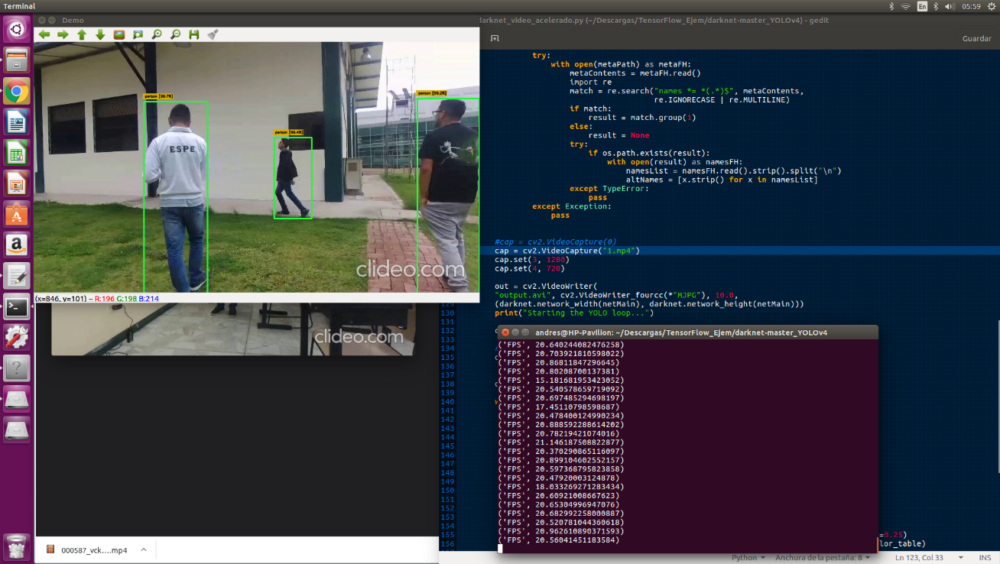 Terminal
En
05:59
Demo
darknet_video_acelerado.py (~/Descargas/TensorFlow_Ejem/darknet-master_YOLOv4) - gedit
Guardar
person [99.7%]
person [99.4%]
person [99.2%]
ESPE
clideo.com
(x=846, y=101) ~ R:196 G:198 B:214
clideo.com
try:
with open(metaPath) as metaFH:
metaContents = metaFH.read()
import re
match = re.search("names *= *(.*)$", metaContents,
re.IGNORECASE | re.MULTILINE)
if match:
result = match.group(1)
else:
result = None
try:
if os.path.exists(result):
with open(result) as namesFH:
namesList = namesFH.read().strip().split("\n")
altNames = [x.strip() for x in namesList]
except TypeError:
pass
except Exception:
pass
#cap = cv2.VideoCapture(0)
cap = cv2.VideoCapture("1.mp4")
cap.set(3, 1280)
cap.set(4, 720)
out = cv2.VideoWriter(
"output.avi", cv2.VideoWriter_fourcc(*"MJPG"), 10.0,
129 (darknet.network_width(netMain), darknet.network_height(netMain)))
130 print("Starting the YOLO loop...")
131
132
133
134
135
136
137
138
139
140
141
142
143
144
145
146
147
148
149
150
151
152
153
154
155 =0.25)
156 lor_table)
andres@HP-Pavilion: ~/Descargas/TensorFlow_Ejem/darknet-master_YOLOv4
('FPS', 20.640244082476258)
('FPS', 20.703921810598022)
('FPS', 20.86811847296645)
('FPS', 20.80208700137381)
('FPS', 15.181681953423052)
('FPS', 20.540578659719092)
('FPS', 20.697485294698197)
('FPS', 17.45110798598687)
('FPS', 20.478400124990234)
('FPS', 20.888592288614202)
('FPS', 20.78219421074016)
('FPS', 21.146187508822877)
('FPS', 20.370290865116097)
('FPS', 20.899104602552157)
('FPS', 20.597368795823858)
('FPS', 20.47920003124878)
('FPS', 18.033269271283434)
('FPS', 20.60921008667623)
('FPS', 20.65304996947076)
('FPS', 20.682992258000887)
('FPS', 20.520781044360618)
('FPS', 20.962610890371593)
('FPS', 20.56041451183584)
000587_vck....mp4
Python
Anchura de la pestaña: 8
Ln 123, Col 33
INS